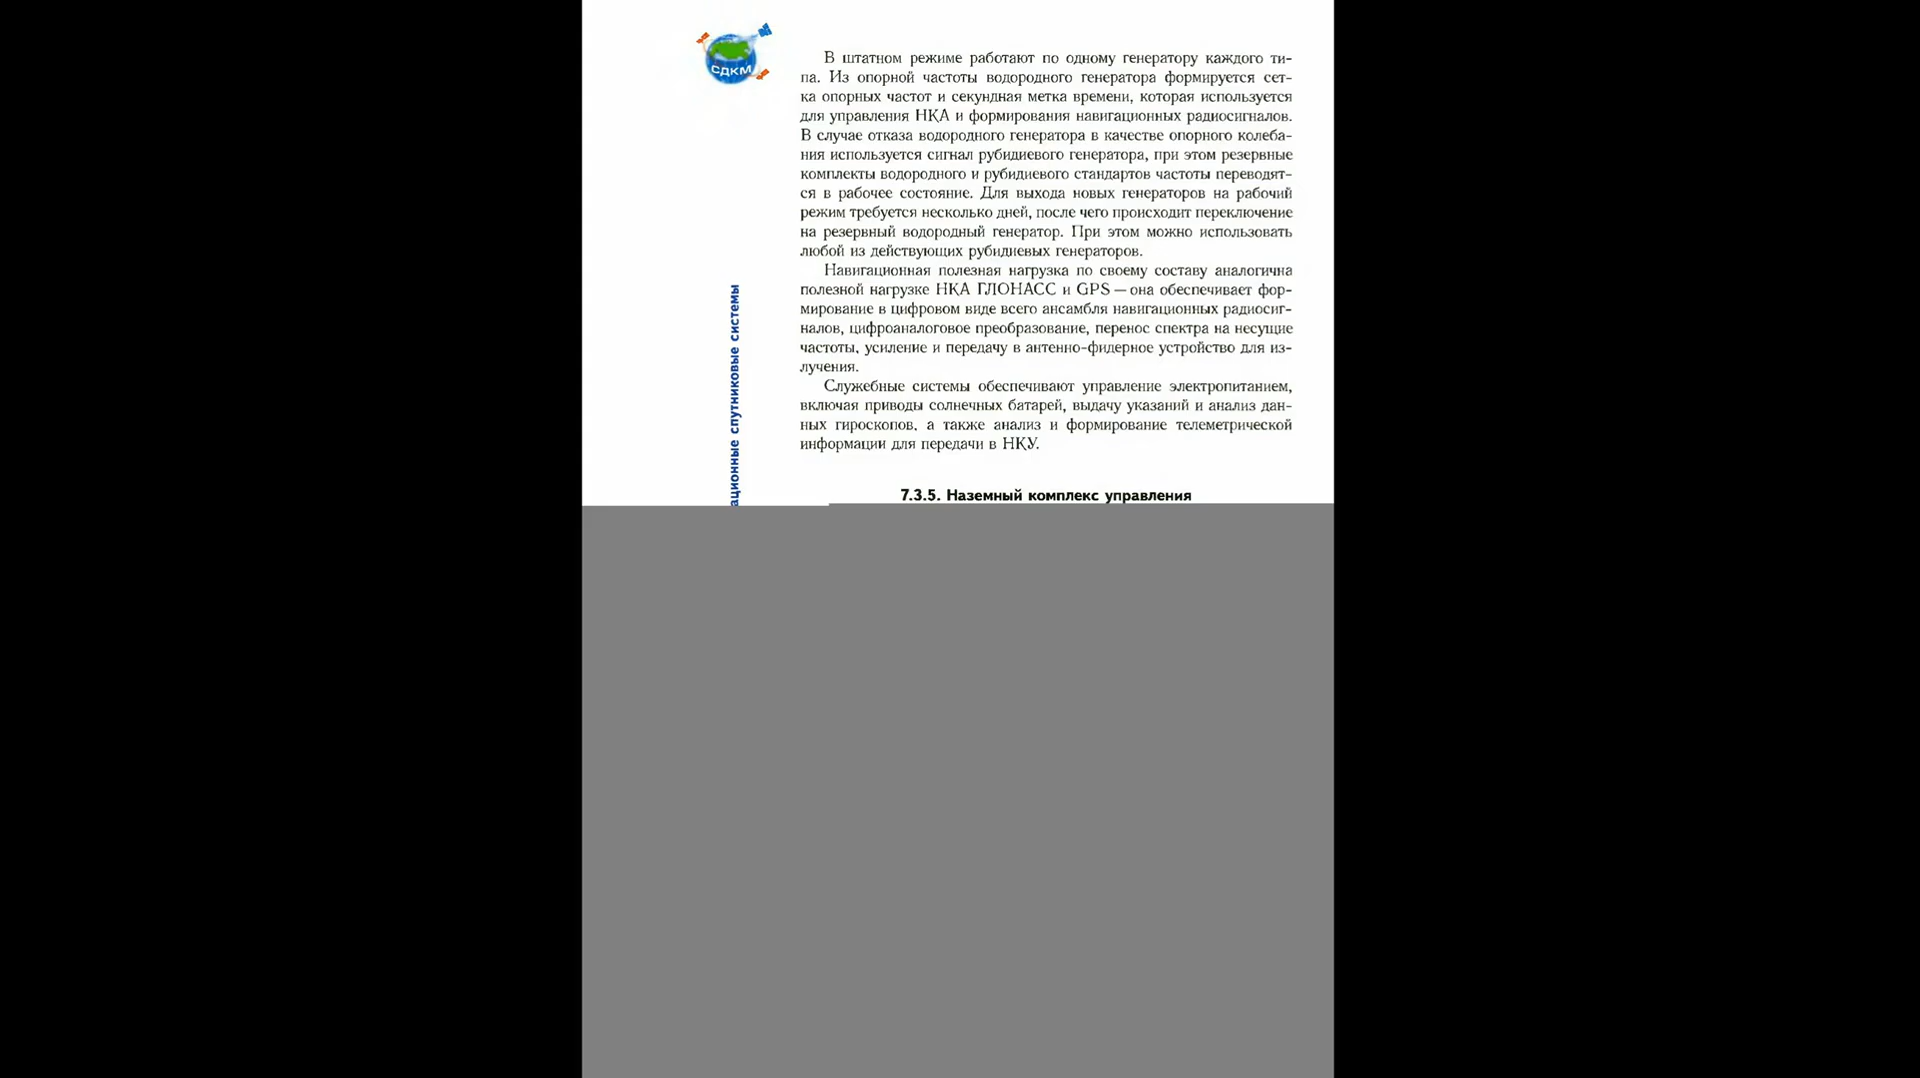 СДКМ
В штатном режиме работают по одному генератору каждого ти-
па. Из опорной частоты водородного генератора формируется сет-
ка опорных частот и секундная метка времени, которая используется
для управления НКА и формирования навигационных радиосигналов.
В случае отказа водородного генератора в качестве опорного колеба-
ния используется сигнал рубидиевого генератора, при этом резервные
комплекты водородного и рубидиевого стандартов частоты переводят-
ся в рабочее состояние. Для выхода новых генераторов на рабочий
режим требуется несколько дней, после чего происходит переключение
на резервный водородный генератор. При этом можно использовать
любой из действующих рубидиевых генераторов.
Навигационная полезная нагрузка по своему составу аналогична
полезной нагрузке НКА ГЛОНАСС и GPS — она обеспечивает фор-
мирование в цифровом виде всего ансамбля навигационных радиосиг-
налов, цифроаналоговое преобразование, перенос спектра на несущие
частоты, усиление и передачу в антенно-фидерное устройство для из-
лучения.
Служебные системы обеспечивают управление электропитанием,
включая приводы солнечных батарей, выдачу указаний и анализ дан-
ных гироскопов, а также анализ и формирование телеметрической
информации для передачи в НКУ.
7.3.5. Наземный комплекс управления
ационные спутниковые системы